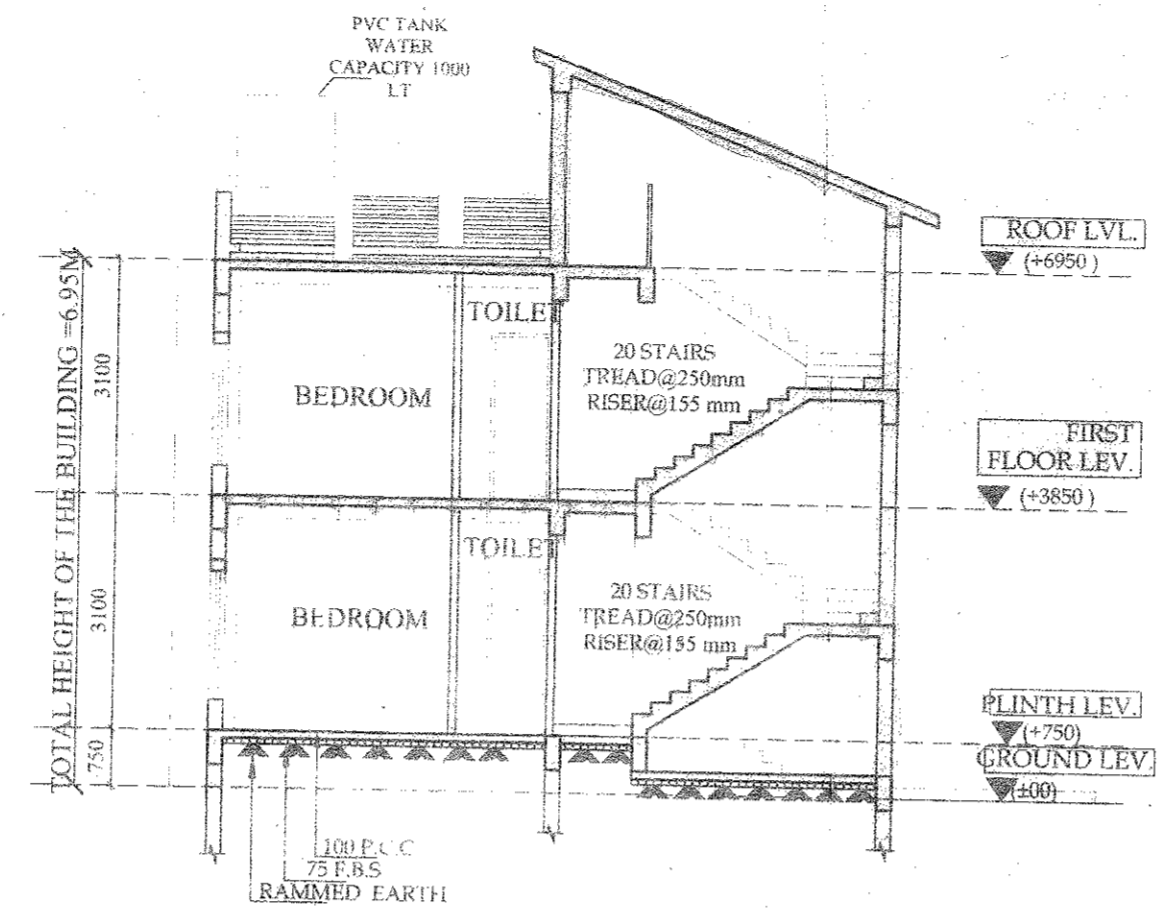 PVC TANK
WATER
CAPACITY 1000
LT
ROOF LVL.
(+6950)
TOTAL HEIGHT OF THE BUILDING =6.95M
3100
TOILET
BEDROOM
20 STAIRS
TREAD@250mm
RISER@155 mm
FIRST
FLOOR LEV.
(+3850)
3100
TOILET
BEDROOM
20 STAIRS
TREAD@250mm
RISER@155 mm
PLINTH LEV.
(+750)
750
GROUND LEV.
(±00)
100 P.C.C
75 F.B.S
RAMMED EARTH